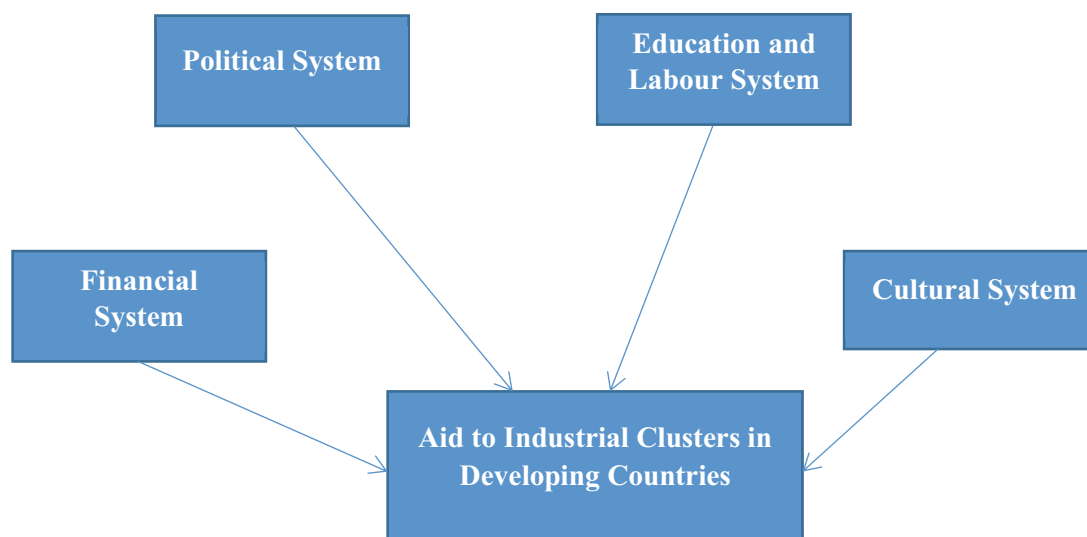 Political System
Education and
Labour System
Financial
System
Cultural System
Aid to Industrial Clusters in
Developing Countries